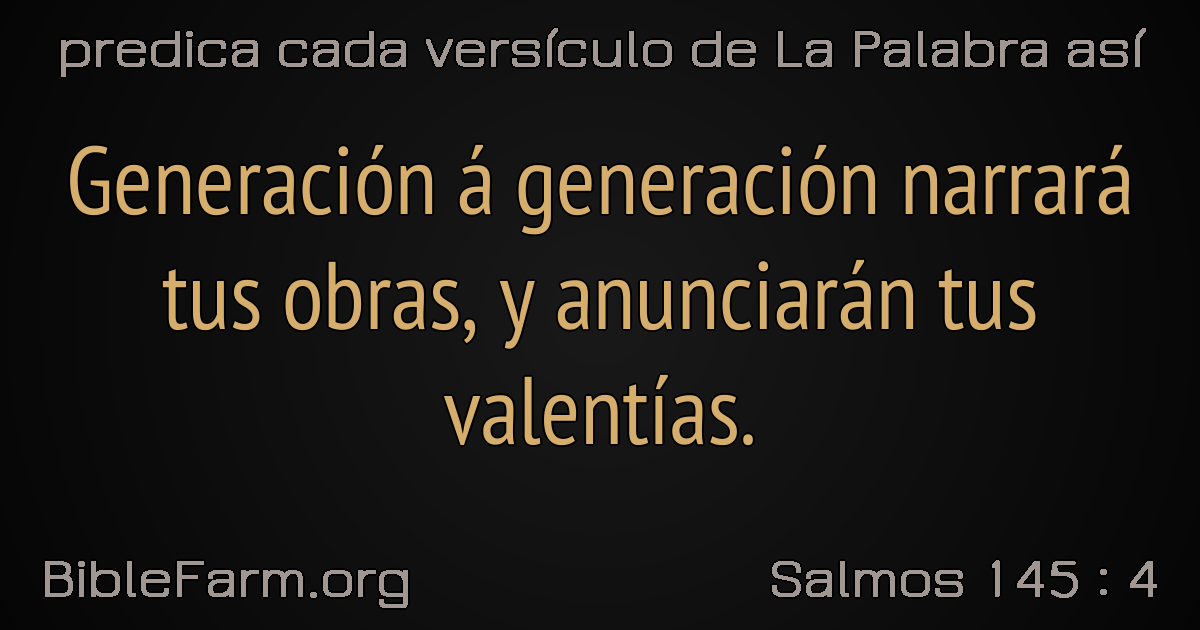 predica cada versículo de La Palabra así
Generación á generación narrará
tus obras, y anunciarán tus
valentías.
BibleFarm.org
Salmos 145 : 4